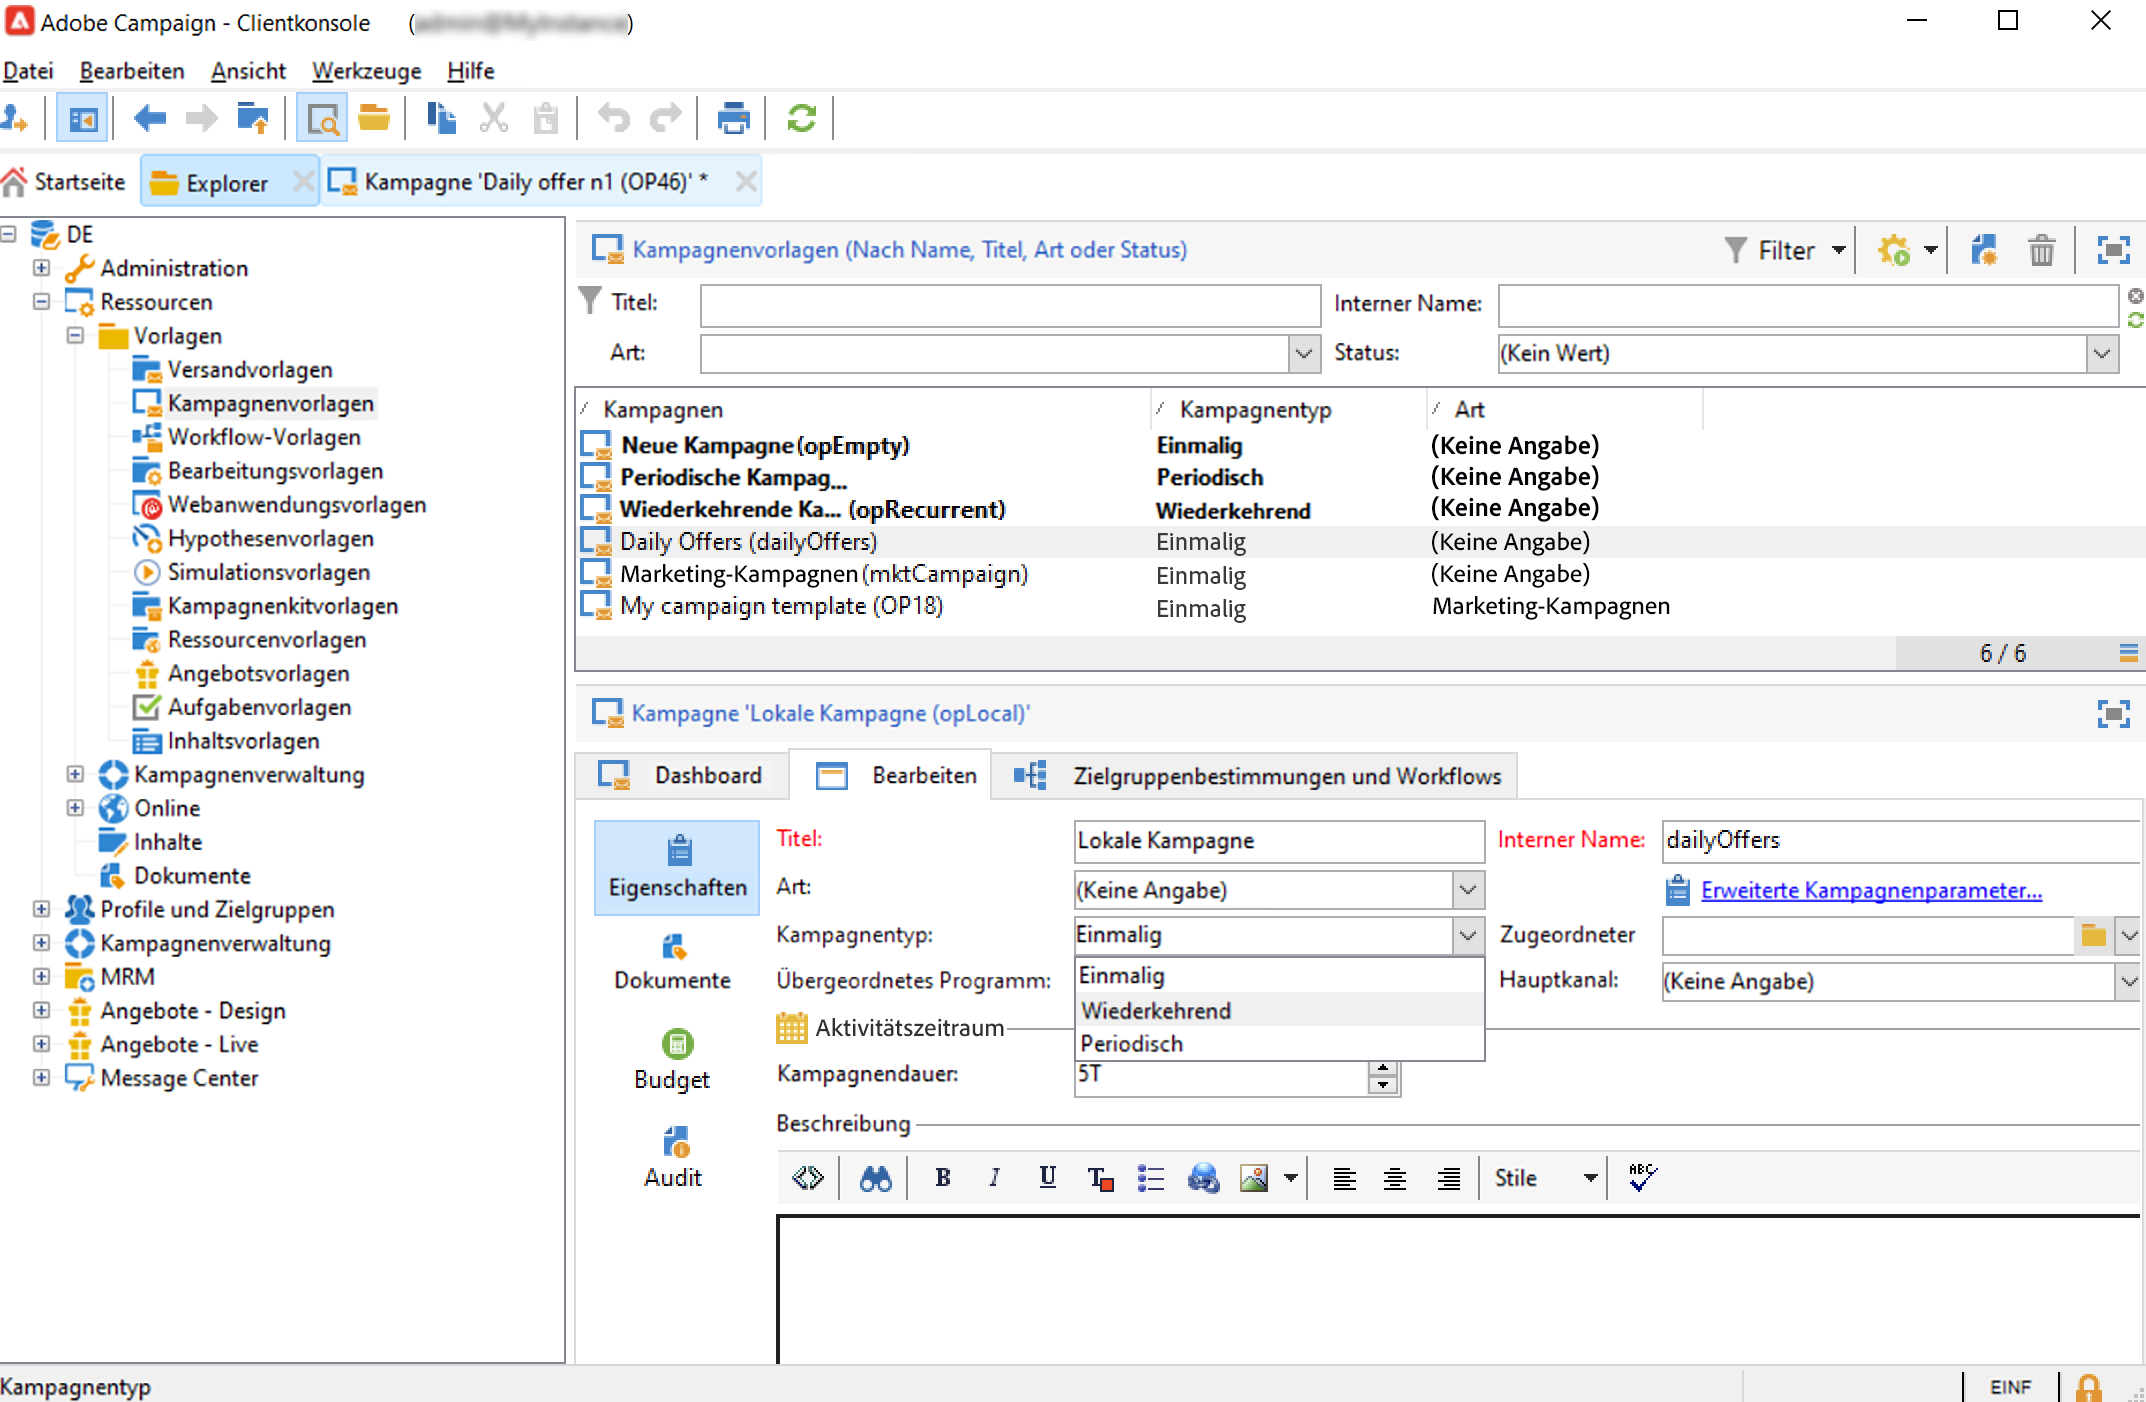 Adobe Campaign - Clientkonsole
Datei Bearbeiten Ansicht Werkzeuge Hilfe
Startseite Explorer Kampagne 'Daily offer n1 (OP46)' *
DE
Administration
Ressourcen
Vorlagen
Versandvorlagen
Kampagnenvorlagen
Workflow-Vorlagen
Bearbeitungsvorlagen
Webanwendungsvorlagen
Hypothesenvorlagen
Simulationsvorlagen
Kampagnenkitvorlagen
Ressourcenvorlagen
Angebotsvorlagen
Aufgabenvorlagen
Inhaltsvorlagen
Kampagnenverwaltung
Online
Inhalte
Dokumente
Profile und Zielgruppen
Kampagnenverwaltung
MRM
Angebote - Design
Angebote - Live
Message Center
Kampagnenvorlagen (Nach Name, Titel, Art oder Status) Filter
Titel: Interner Name:
Art: Status: (Kein Wert)
Kampagnen Kampagnentyp Art
Neue Kampagne (opEmpty) Einmalig (Keine Angabe)
Periodische Kampag... Periodisch (Keine Angabe)
Wiederkehrende Ka... (opRecurrent) Wiederkehrend (Keine Angabe)
Daily Offers (dailyOffers) Einmalig (Keine Angabe)
Marketing-Kampagnen (mktCampaign) Einmalig (Keine Angabe)
My campaign template (OP18) Einmalig Marketing-Kampagnen
6 / 6
Kampagne 'Lokale Kampagne (opLocal)'
Dashboard Bearbeiten Zielgruppenbestimmungen und Workflows
Eigenschaften
Dokumente
Budget
Audit
Titel: Lokale Kampagne Interner Name: dailyOffers
Art: (Keine Angabe) Erweiterte Kampagnenparameter...
Kampagnentyp: Einmalig Zugeordneter
Übergeordnetes Programm: Einmalig Hauptkanal: (Keine Angabe)
Wiederkehrend
Aktivitätszeitraum
Periodisch
Kampagnendauer: 5T
Beschreibung
B I U T Stile ABC
Kampagnentyp EINF